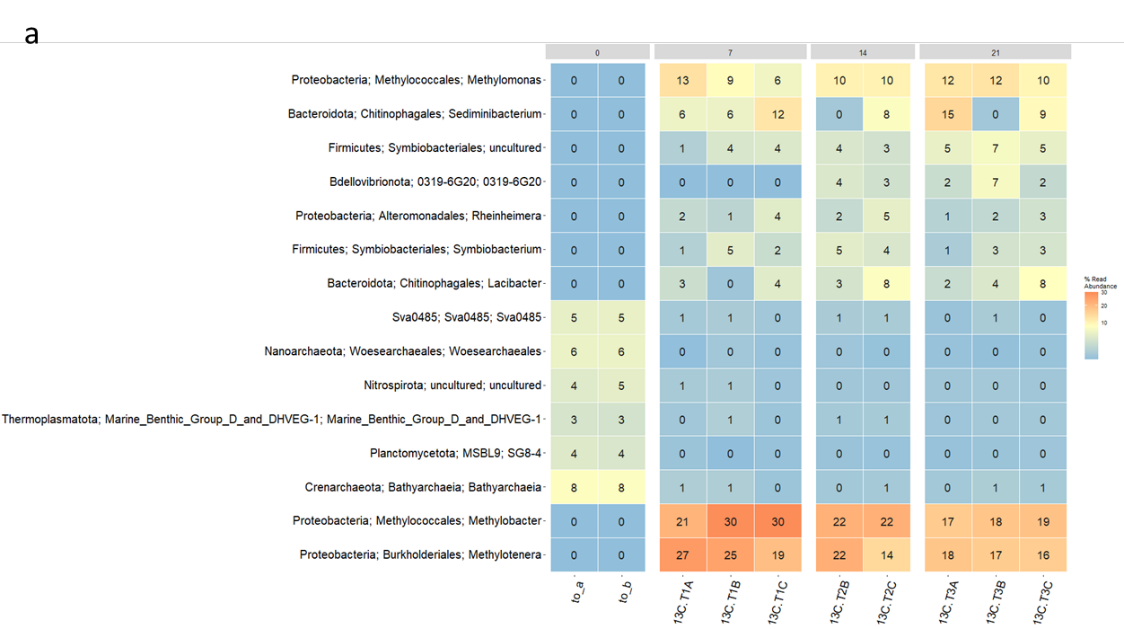 a
0 7 14 21
Proteobacteria; Methylococcales; Methylomonas 0 0 13 9 6 10 10 12 12 10
Bacteroidota; Chitinophagales; Sediminibacterium 0 0 6 6 12 0 8 15 0 9
Firmicutes; Symbiobacteriales; uncultured 0 0 1 4 4 4 3 5 7 5
Bdellovibrionota; 0319-6G20; 0319-6G20 0 0 0 0 0 4 3 2 7 2
Proteobacteria; Alteromonadales; Rheinheimera 0 0 2 1 4 2 5 1 2 3
Firmicutes; Symbiobacteriales; Symbiobacterium 0 0 1 5 2 5 4 1 3 3
Bacteroidota; Chitinophagales; Lacibacter 0 0 3 0 4 3 8 2 4 8
Sva0485; Sva0485; Sva0485 5 5 1 1 0 1 1 0 1 0
Nanoarchaeota; Woesearchaeales; Woesearchaeales 6 6 0 0 0 0 0 0 0 0
Nitrospirota; uncultured; uncultured 4 5 1 1 0 0 0 0 0 0
Thermoplasmatota; Marine_Benthic_Group_D_and_DHVEG-1; Marine_Benthic_Group_D_and_DHVEG-1 3 3 0 1 0 1 1 0 0 0
Planctomycetota; MSBL9; SG8-4 4 4 0 0 0 0 0 0 0 0
Crenarchaeota; Bathyarchaeia; Bathyarchaeia 8 8 1 1 0 0 1 0 1 1
Proteobacteria; Methylococcales; Methylobacter 0 0 21 30 30 22 22 17 18 19
Proteobacteria; Burkholderiales; Methylotenera 0 0 27 25 19 22 14 18 17 16
to_a to_b 13C.T1A 13C.T1B 13C.T1C 13C.T2B 13C.T2C 13C.T3A 13C.T3B 13C.T3C
% Read
Abundance
30
20
10